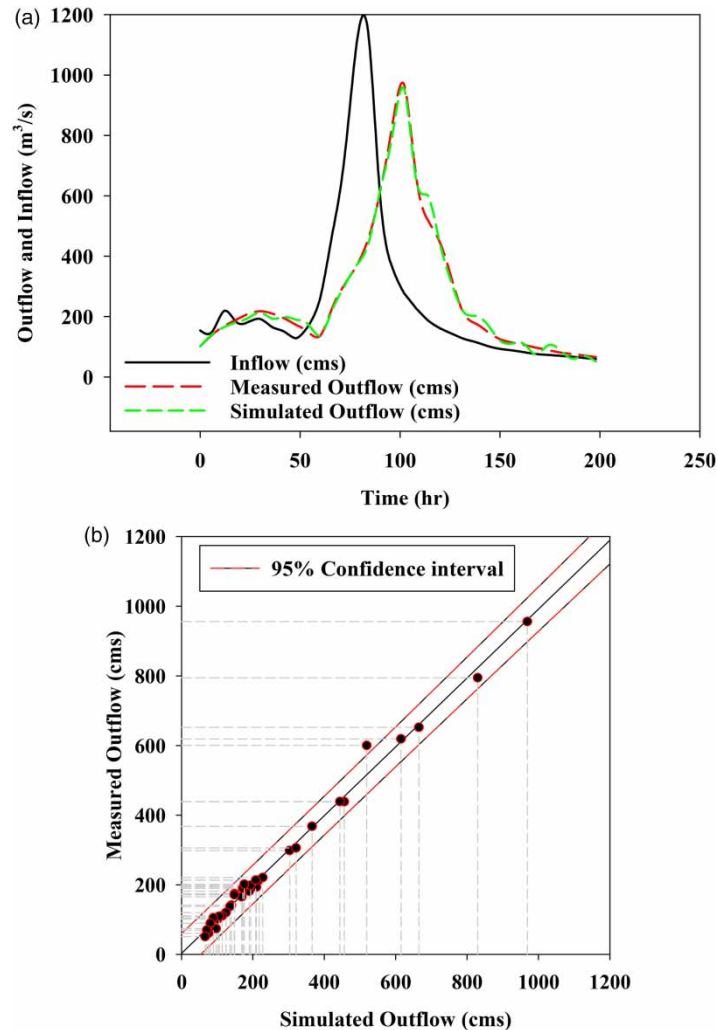 (a)
1200
1000
800
600
400
200
0
Outflow and Inflow (m³/s)
Inflow (cms)
Measured Outflow (cms)
Simulated Outflow (cms)
0 50 100 150 200 250
Time (hr)
(b)
1200
1000
800
600
400
200
0
Measured Outflow (cms)
95% Confidence interval
0 200 400 600 800 1000 1200
Simulated Outflow (cms)